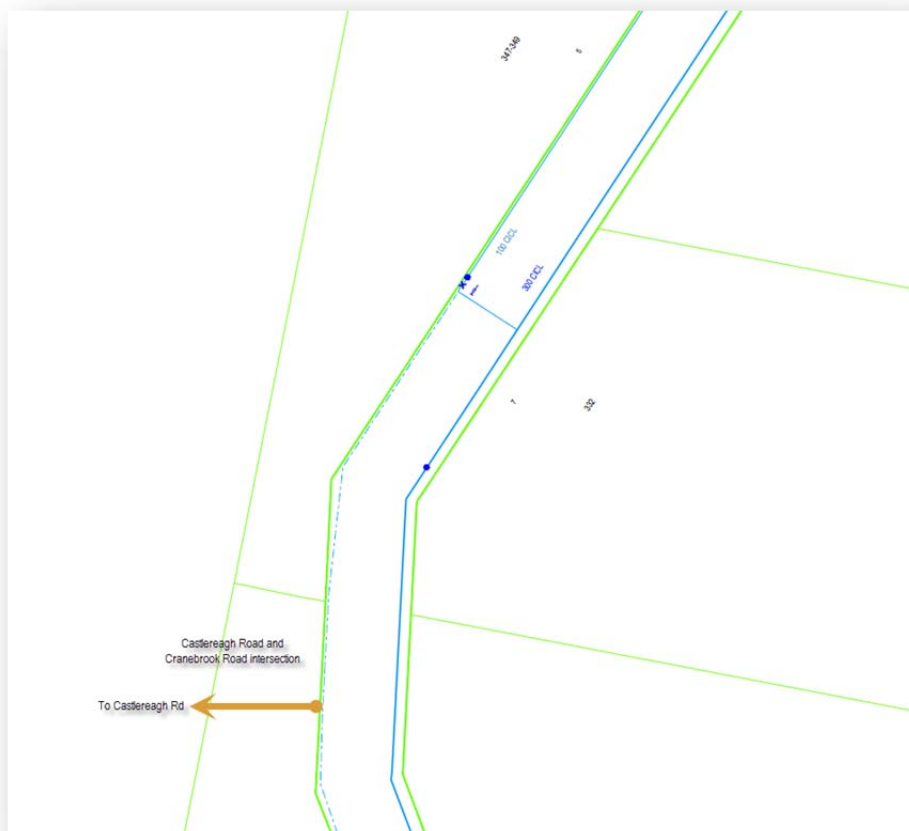 347-349
5
100 CICL
300 CICL
7
332
Castlereagh Road and
Cranebrook Road intersection
To Castlereagh Rd